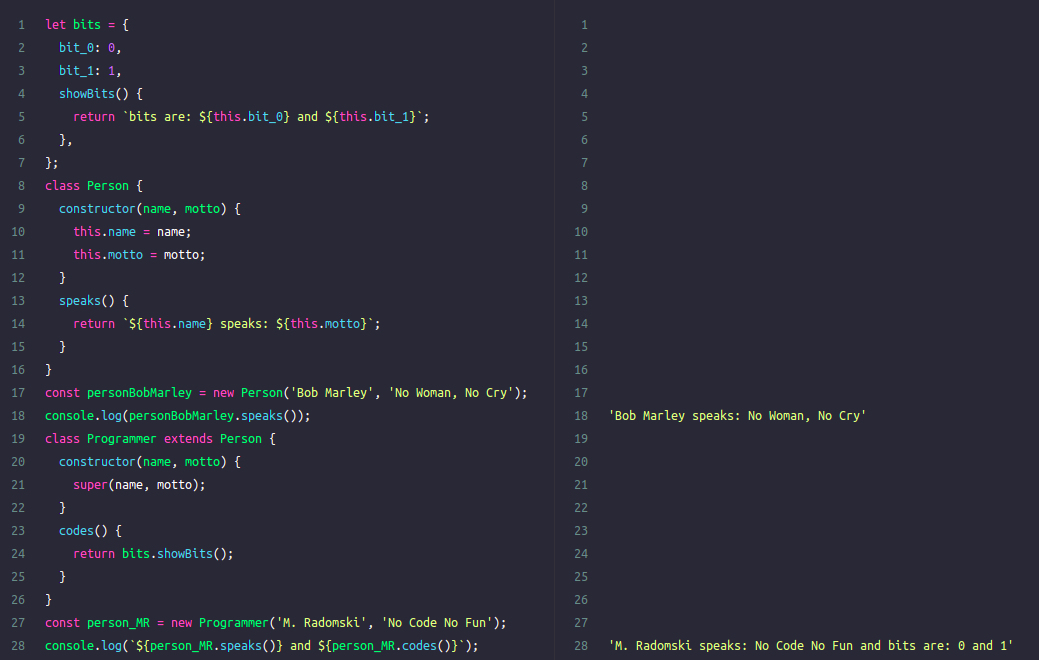 1 let bits = {
2 bit_0: 0,
3 bit_1: 1,
4 showBits() {
5 return `bits are: ${this.bit_0} and ${this.bit_1}`;
6 },
7 };
8 class Person {
9 constructor(name, motto) {
10 this.name = name;
11 this.motto = motto;
12 }
13 speaks() {
14 return `${this.name} speaks: ${this.motto}`;
15 }
16 }
17 const personBobMarley = new Person('Bob Marley', 'No Woman, No Cry');
18 console.log(personBobMarley.speaks());
19 class Programmer extends Person {
20 constructor(name, motto) {
21 super(name, motto);
22 }
23 codes() {
24 return bits.showBits();
25 }
26 }
27 const person_MR = new Programmer('M. Radomski', 'No Code No Fun');
28 console.log(`${person_MR.speaks()} and ${person_MR.codes()}`);
1
2
3
4
5
6
7
8
9
10
11
12
13
14
15
16
17
18 'Bob Marley speaks: No Woman, No Cry'
19
20
21
22
23
24
25
26
27
28 'M. Radomski speaks: No Code No Fun and bits are: 0 and 1'